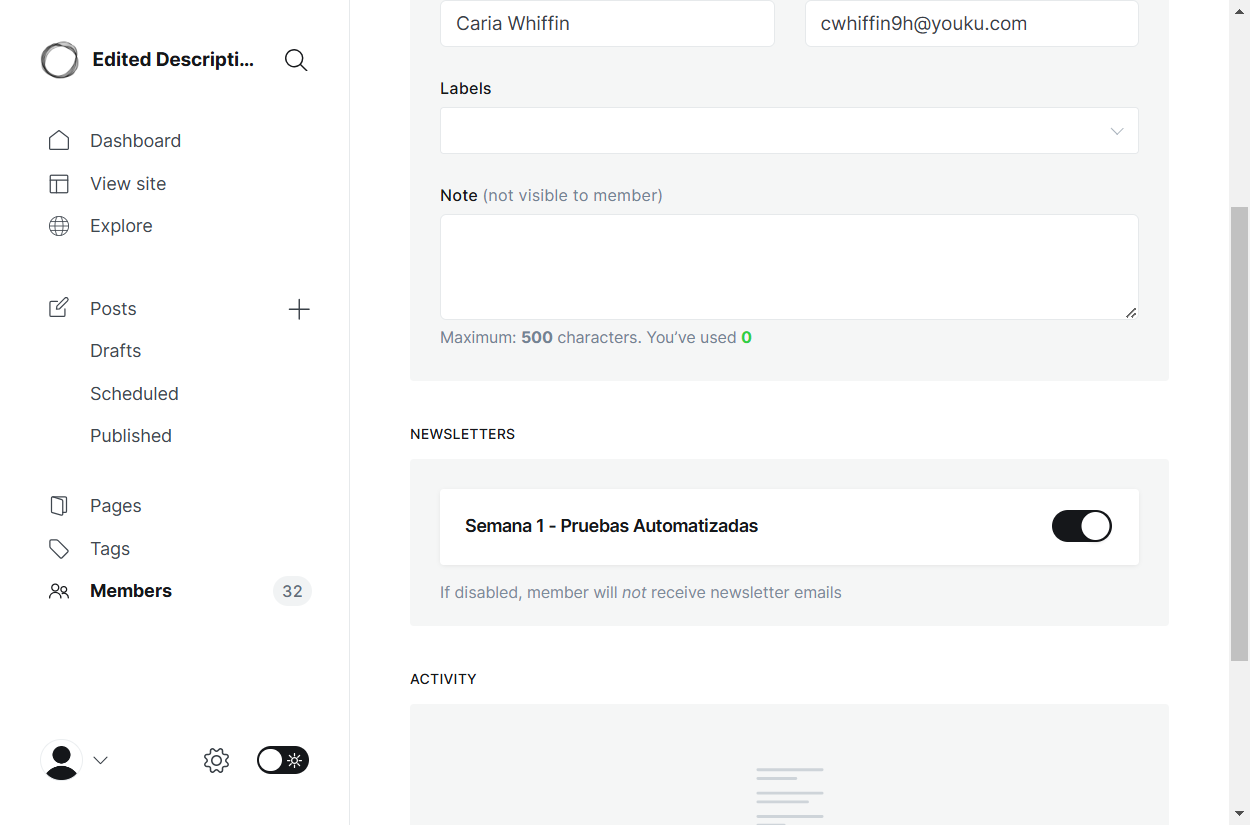 Edited Descripti...
Dashboard
View site
Explore
Posts
Drafts
Scheduled
Published
Pages
Tags
Members
32
Caria Whiffin
cwhiffin9h@youku.com
Labels
Note (not visible to member)
Maximum: 500 characters. You’ve used 0
NEWSLETTERS
Semana 1 - Pruebas Automatizadas
If disabled, member will not receive newsletter emails
ACTIVITY